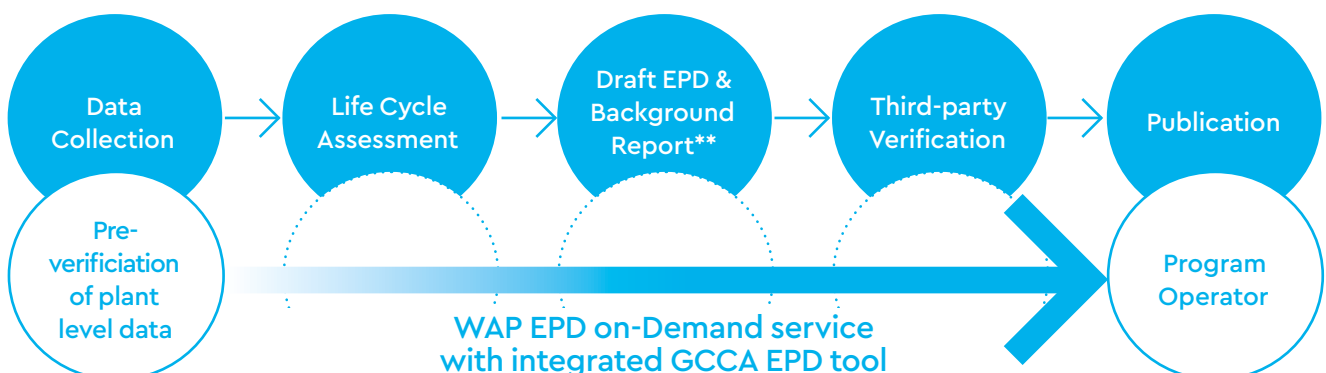 Data
Collection
Life Cycle
Assessment
Draft EPD &
Background
Report**
Third-party
Verification
Publication
Pre-
verificiation
of plant
level data
WAP EPD on-Demand service
with integrated GCCA EPD tool
Program
Operator